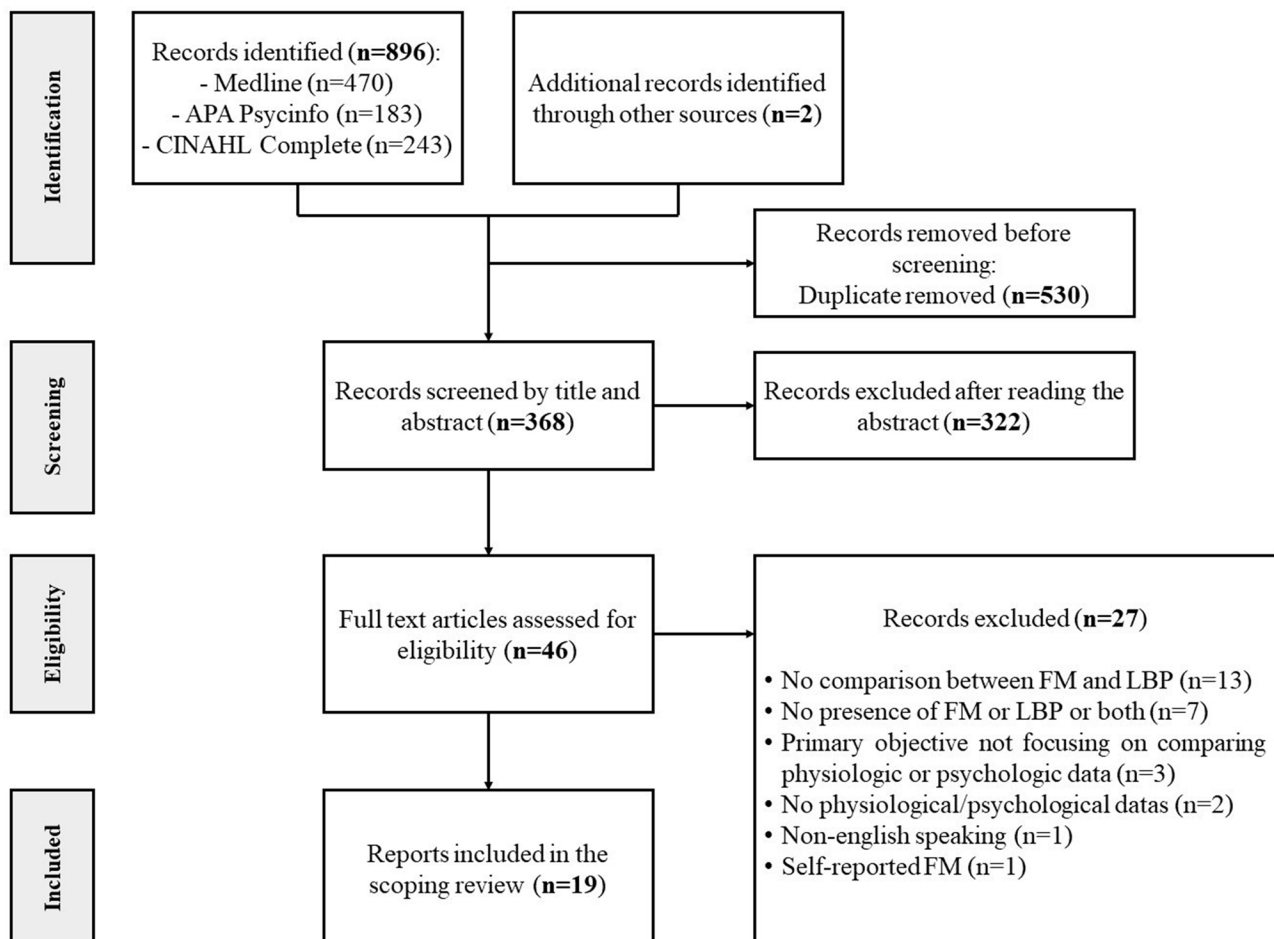 Identification
Records identified (n=896):
- Medline (n=470)
- APA Psycinfo (n=183)
- CINAHL Complete (n=243)
Additional records identified
through other sources (n=2)
Records removed before
screening:
Duplicate removed (n=530)
Screening
Records screened by title and
abstract (n=368)
Records excluded after reading the
abstract (n=322)
Eligibility
Full text articles assessed for
eligibility (n=46)
Records excluded (n=27)
• No comparison between FM and LBP (n=13)
• No presence of FM or LBP or both (n=7)
• Primary objective not focusing on comparing
physiologic or psychologic data (n=3)
• No physiological/psychological datas (n=2)
• Non-english speaking (n=1)
• Self-reported FM (n=1)
Included
Reports included in the
scoping review (n=19)